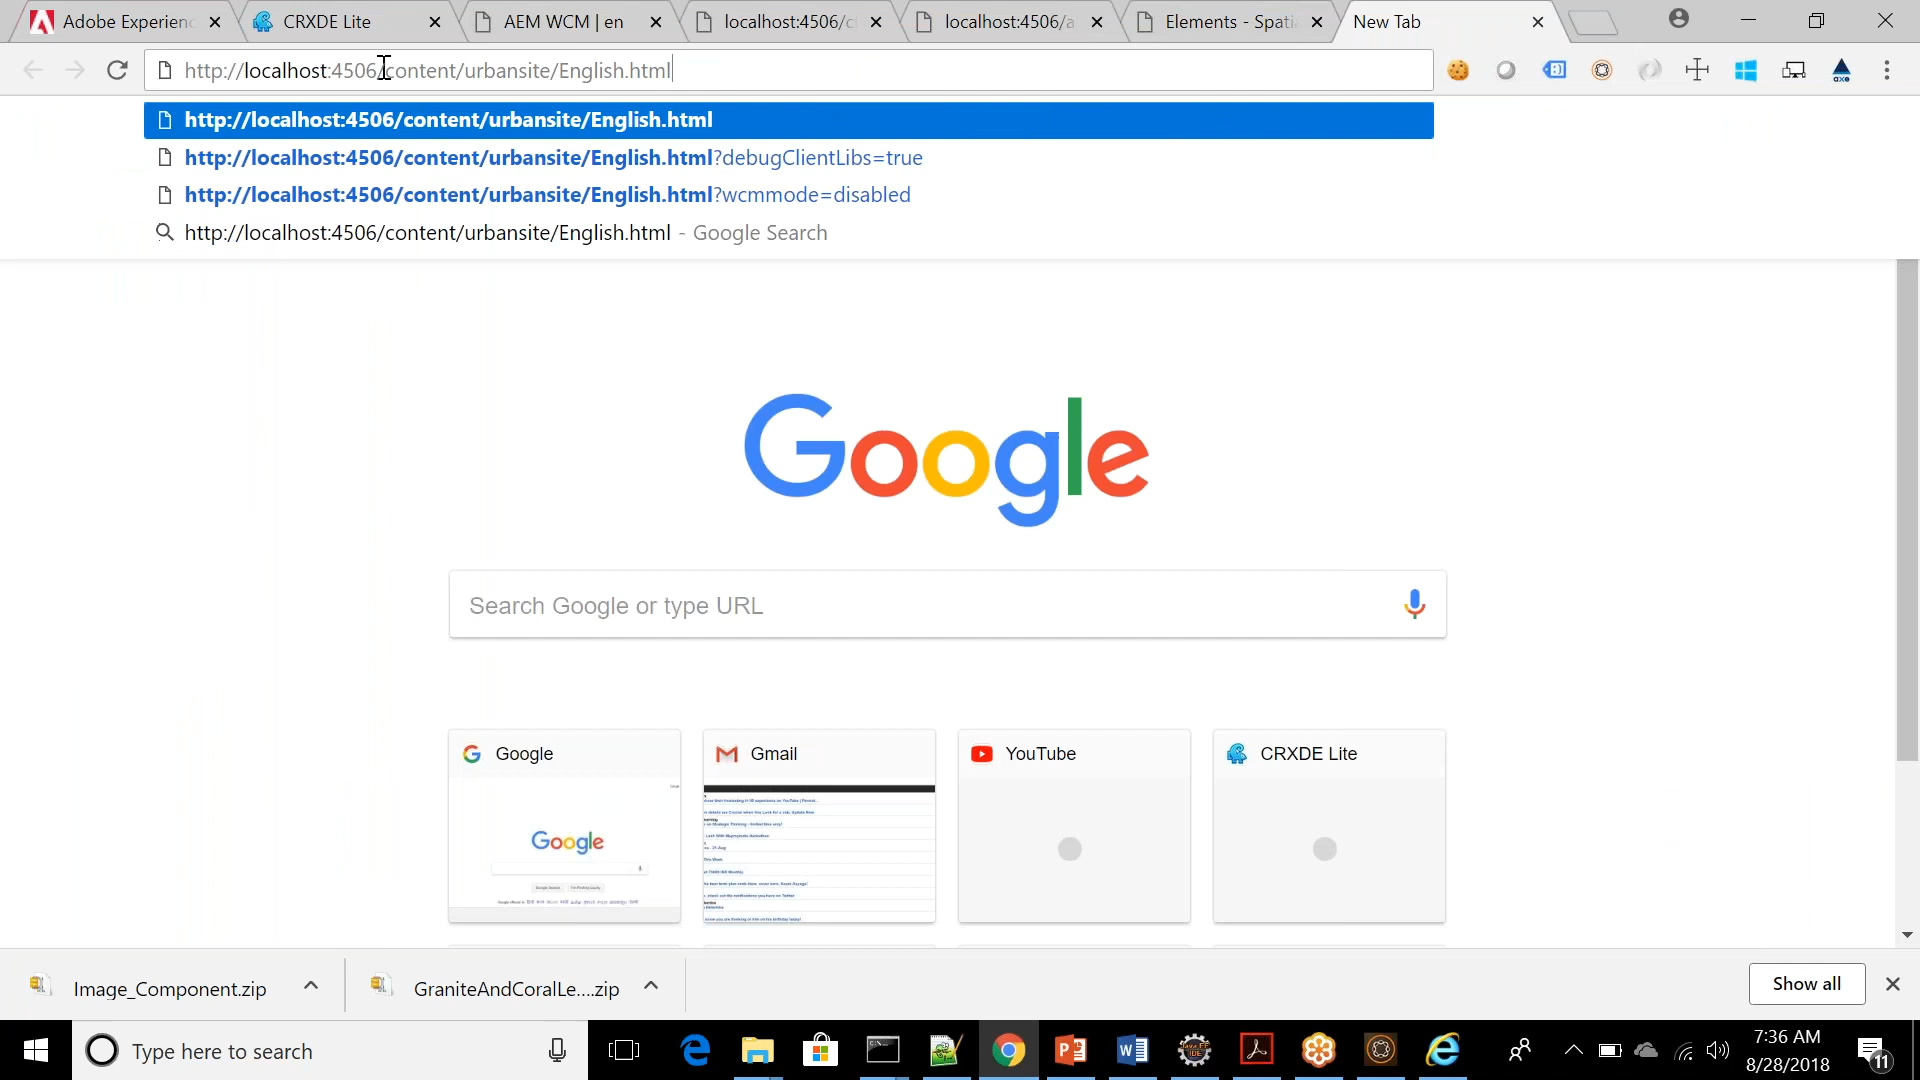 Adobe Experienc
CRXDE Lite
AEM WCM | en
localhost:4506/c
localhost:4506/a
Elements - Spatia
New Tab
http://localhost:4506/content/urbansite/English.html
axe
http://localhost:4506/content/urbansite/English.html
http://localhost:4506/content/urbansite/English.html?debugClientLibs=true
http://localhost:4506/content/urbansite/English.html?wcmmode=disabled
http://localhost:4506/content/urbansite/English.html - Google Search
Google
Search Google or type URL
Google
Gmail
YouTube
CRXDE Lite
Google
Image_Component.zip
GraniteAndCoralLe....zip
Show all
Type here to search
7:36 AM
8/28/2018
11